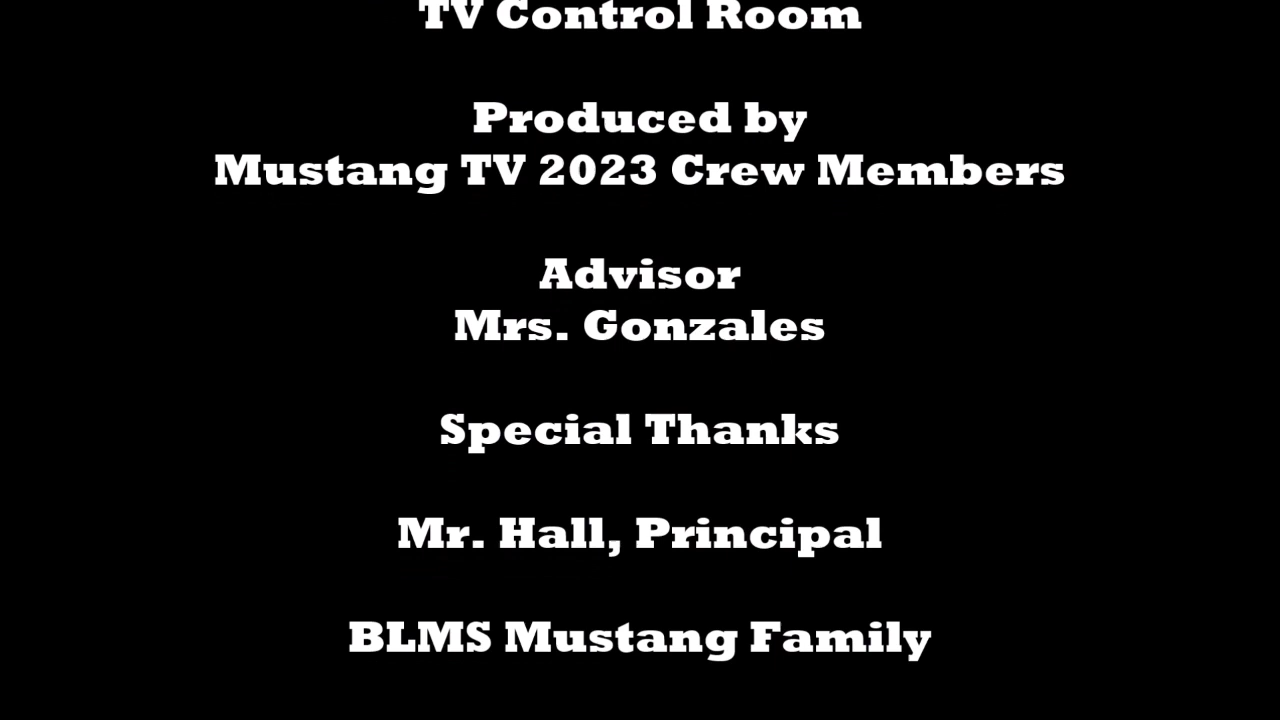 TV Control Room
Produced by
Mustang TV 2023 Crew Members
Advisor
Mrs. Gonzales
Special Thanks
Mr. Hall, Principal
BLMS Mustang Family